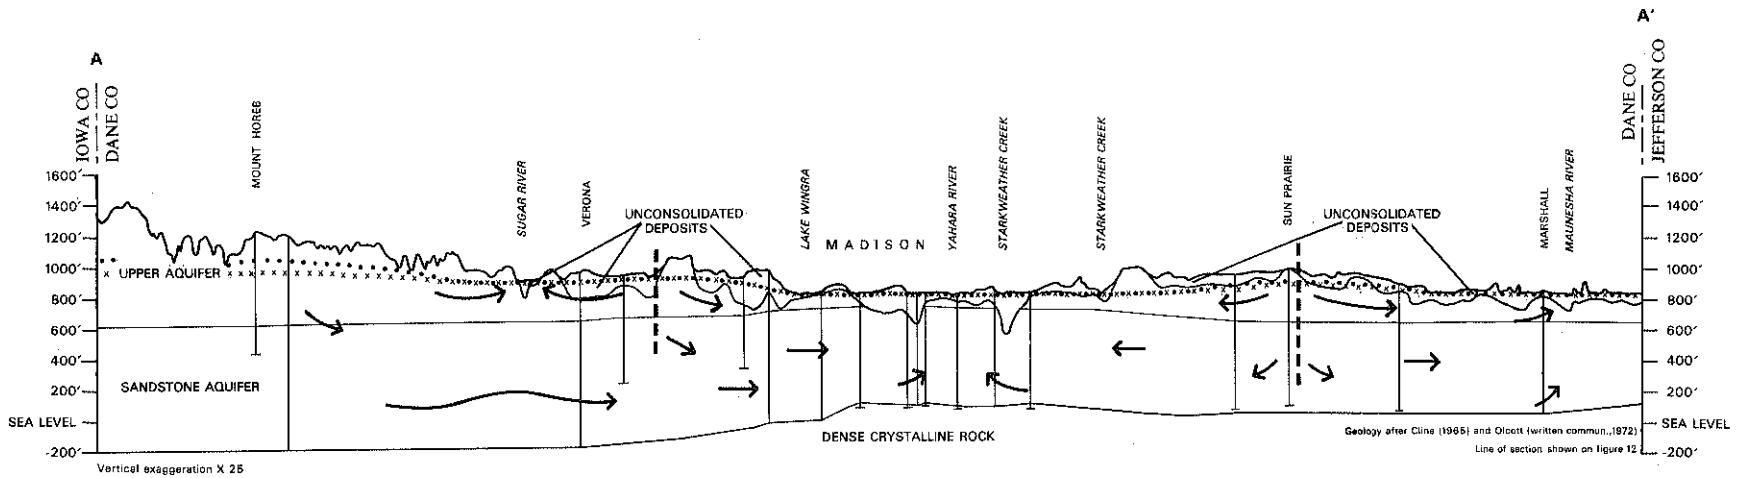 A
A'
IOWA CO
DANE CO
DANE CO
JEFFERSON CO
MOUNT HOREB
SUGAR RIVER
VERONA
UNCONSOLIDATED
DEPOSITS
LAKE WINGRA
MADISON
YAHARA RIVER
STARKWEATHER CREEK
STARKWEATHER CREEK
SUN PRAIRIE
UNCONSOLIDATED
DEPOSITS
MARSHALL
MAUNESHA RIVER
1600'
1400'
1200'
1000'
800'
600'
400'
200'
SEA LEVEL
-200'
1600'
1400'
1200'
1000'
800'
600'
400'
200'
SEA LEVEL
-200'
UPPER AQUIFER
SANDSTONE AQUIFER
DENSE CRYSTALLINE ROCK
Geology after Cline (1965) and Olcott (written commun.,1972)
Line of section shown on figure 12
Vertical exaggeration X 25